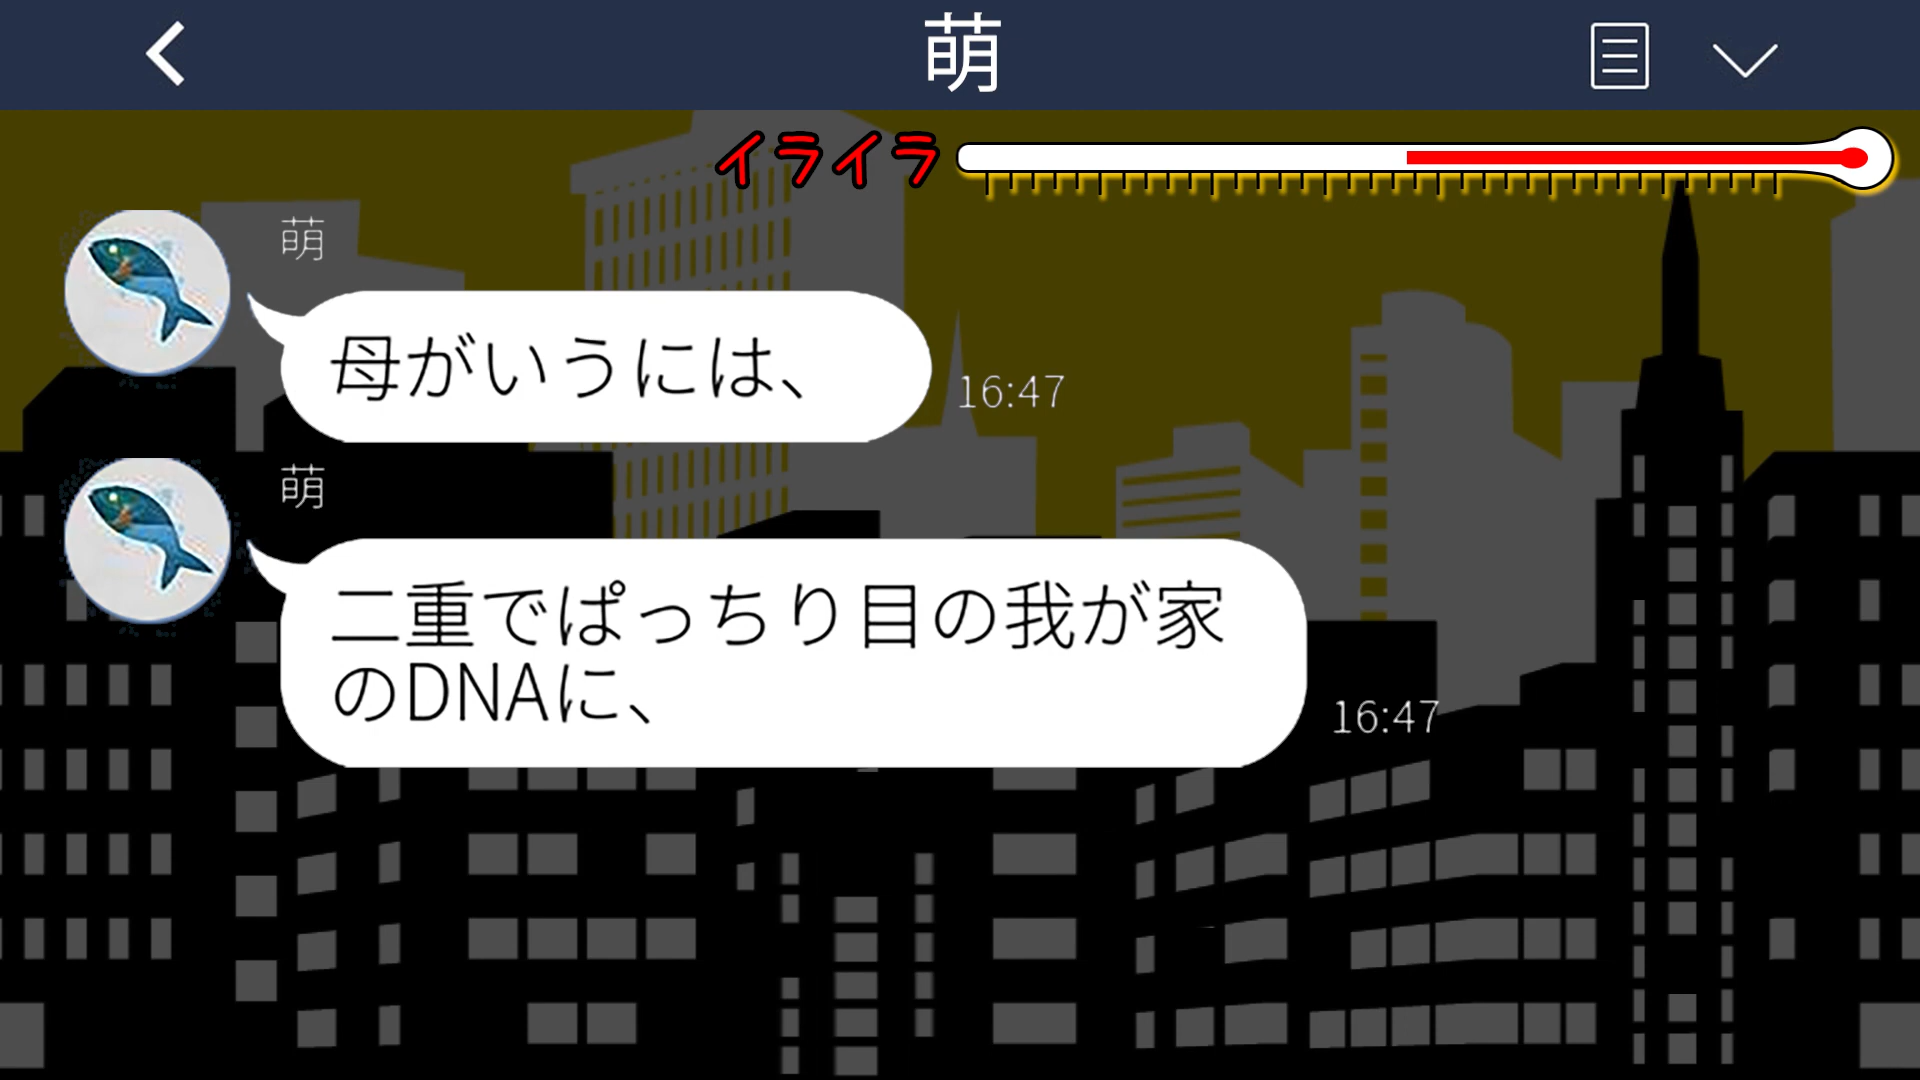 萌
イライラ
萌
母がいうには、
16:47
萌
二重でぱっちり目の我が家
のDNAに、
16:47